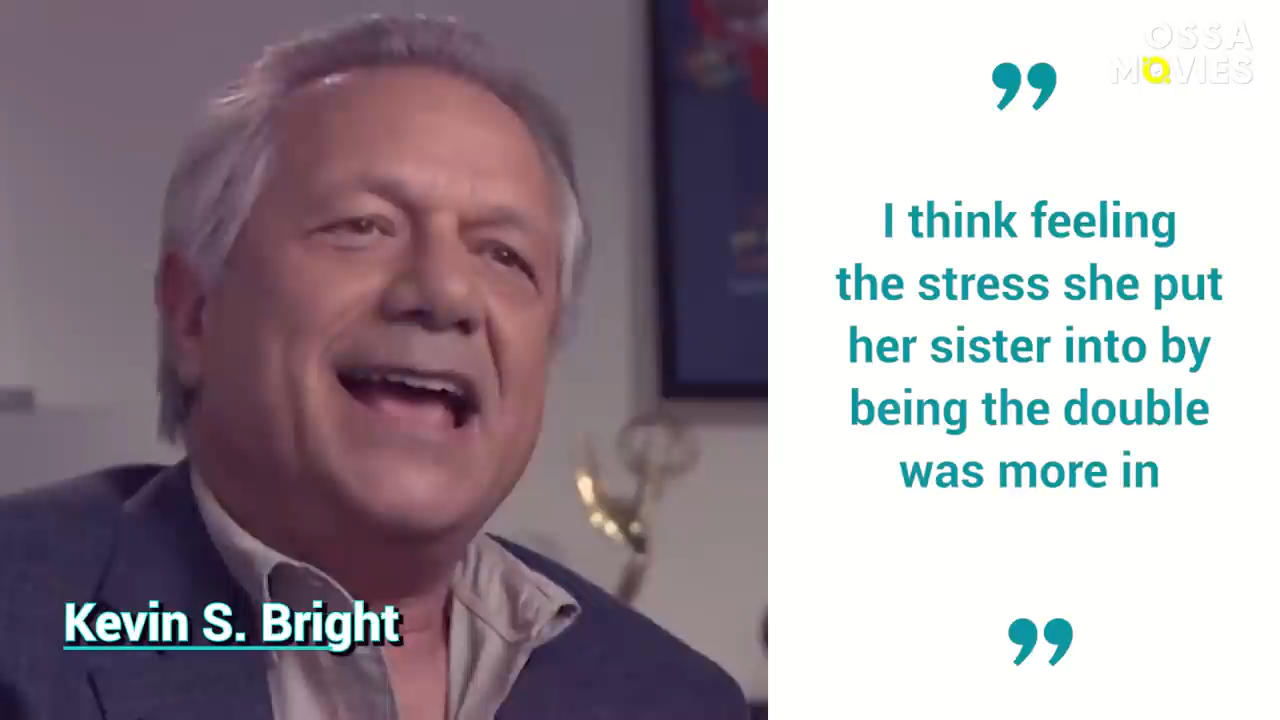 OSSA
MOVIES
”
I think feeling
the stress she put
her sister into by
being the double
was more in
”
Kevin S. Bright